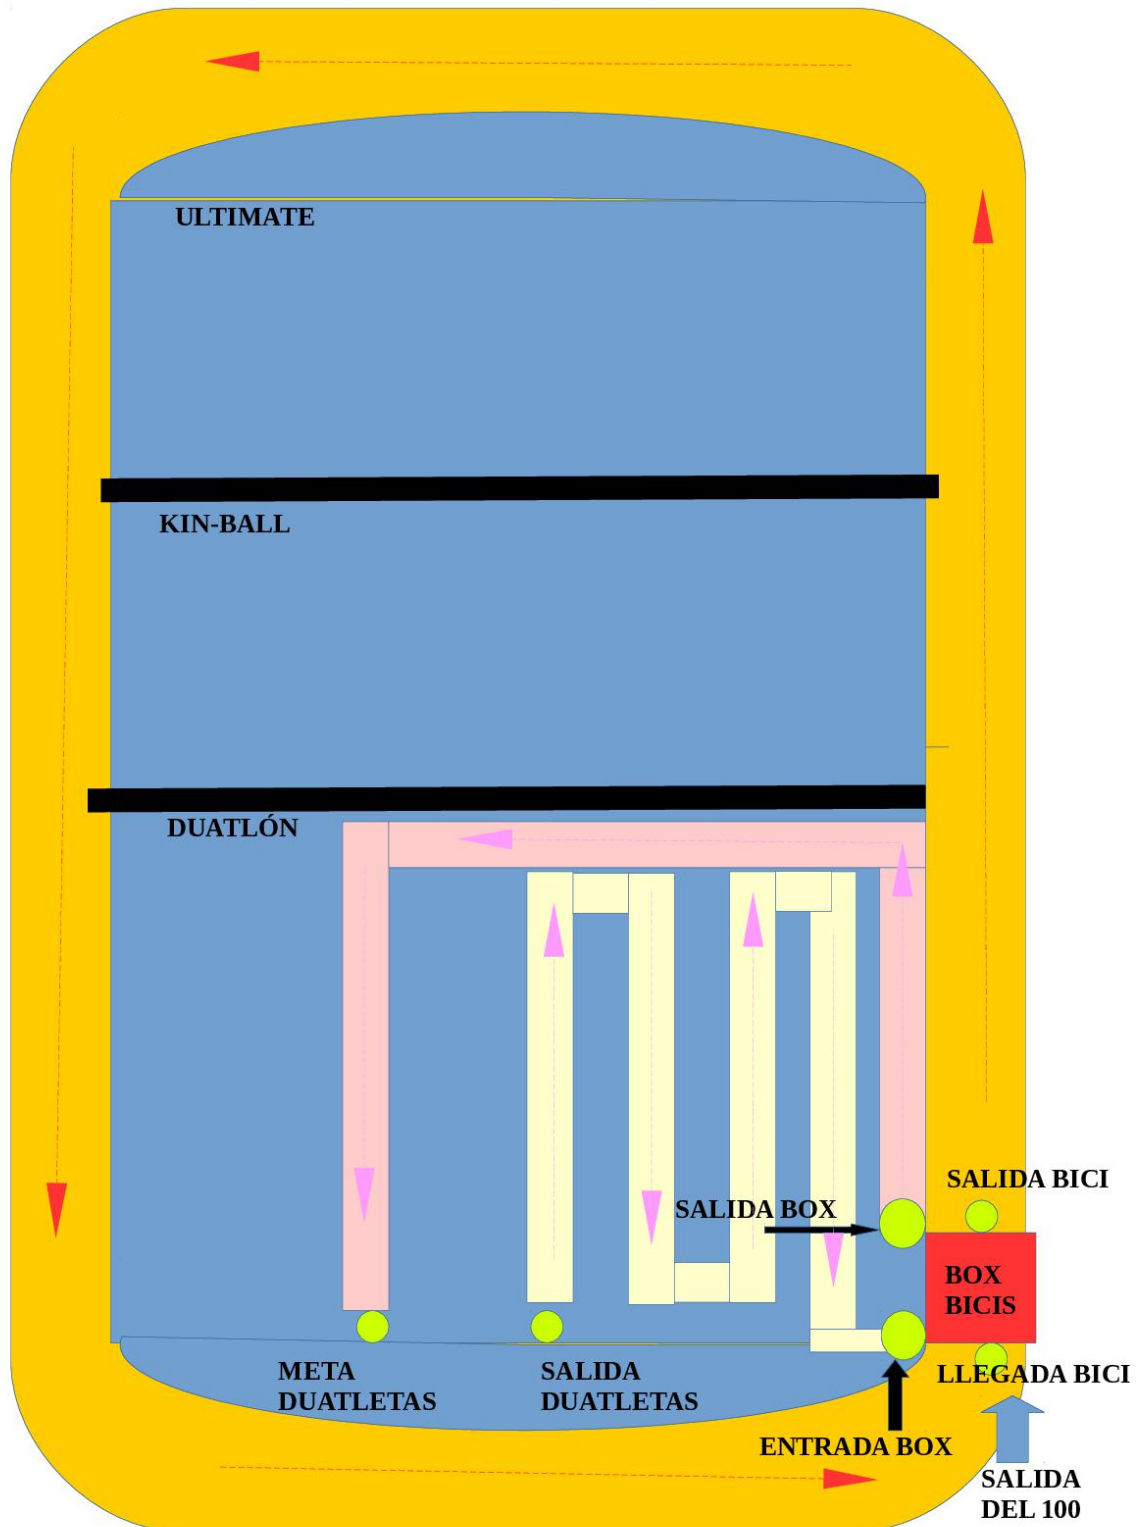 ULTIMATE
KIN-BALL
DUATLÓN
SALIDA BICI
SALIDA BOX
BOX
BICIS
META
DUATLETAS
SALIDA
DUATLETAS
LLEGADA BICI
ENTRADA BOX
SALIDA
DEL 100